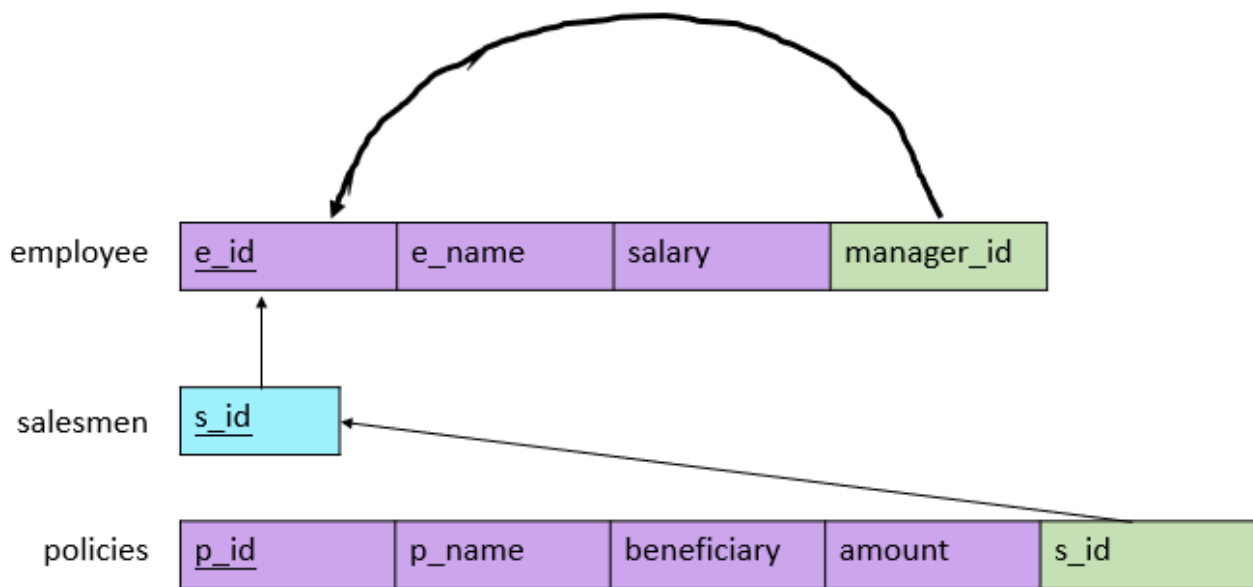 employee e_id e_name salary manager_id
salesmen s_id
policies p_id p_name beneficiary amount s_id